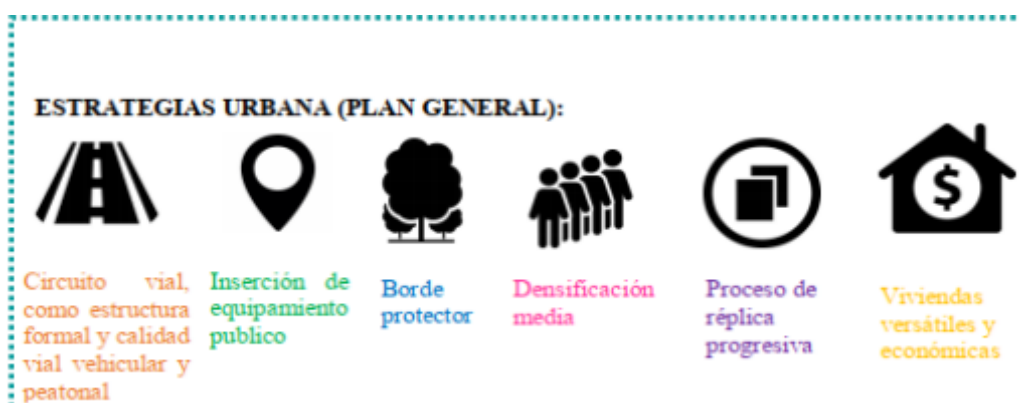 ESTRATEGIAS URBANA (PLAN GENERAL):
$
Circuito vial,
como estructura
formal y calidad
vial vehicular y
peatonal
Inserción de
equipamiento
publico
Borde
protector
Densificación
media
Proceso de
réplica
progresiva
Viviendas
versátiles y
económicas